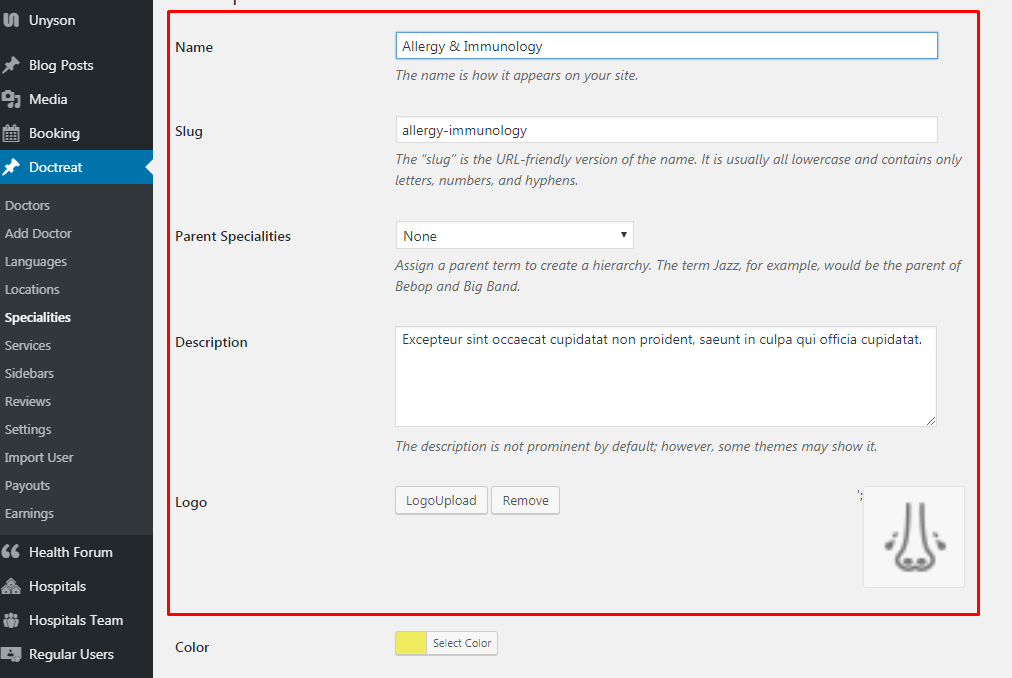 Unyson
Blog Posts
Media
Booking
Doctreat
Doctors
Add Doctor
Languages
Locations
Specialities
Services
Sidebars
Reviews
Settings
Import User
Payouts
Earnings
Health Forum
Hospitals
Hospitals Team
Regular Users
Name
Allergy & Immunology
The name is how it appears on your site.
Slug
allergy-immunology
The “slug” is the URL-friendly version of the name. It is usually all lowercase and contains only
letters, numbers, and hyphens.
Parent Specialities
None
Assign a parent term to create a hierarchy. The term Jazz, for example, would be the parent of
Bebop and Big Band.
Description
Excepteur sint occaecat cupidatat non proident, saeunt in culpa qui officia cupidatat.
The description is not prominent by default; however, some themes may show it.
Logo
LogoUpload Remove
';
Color
Select Color